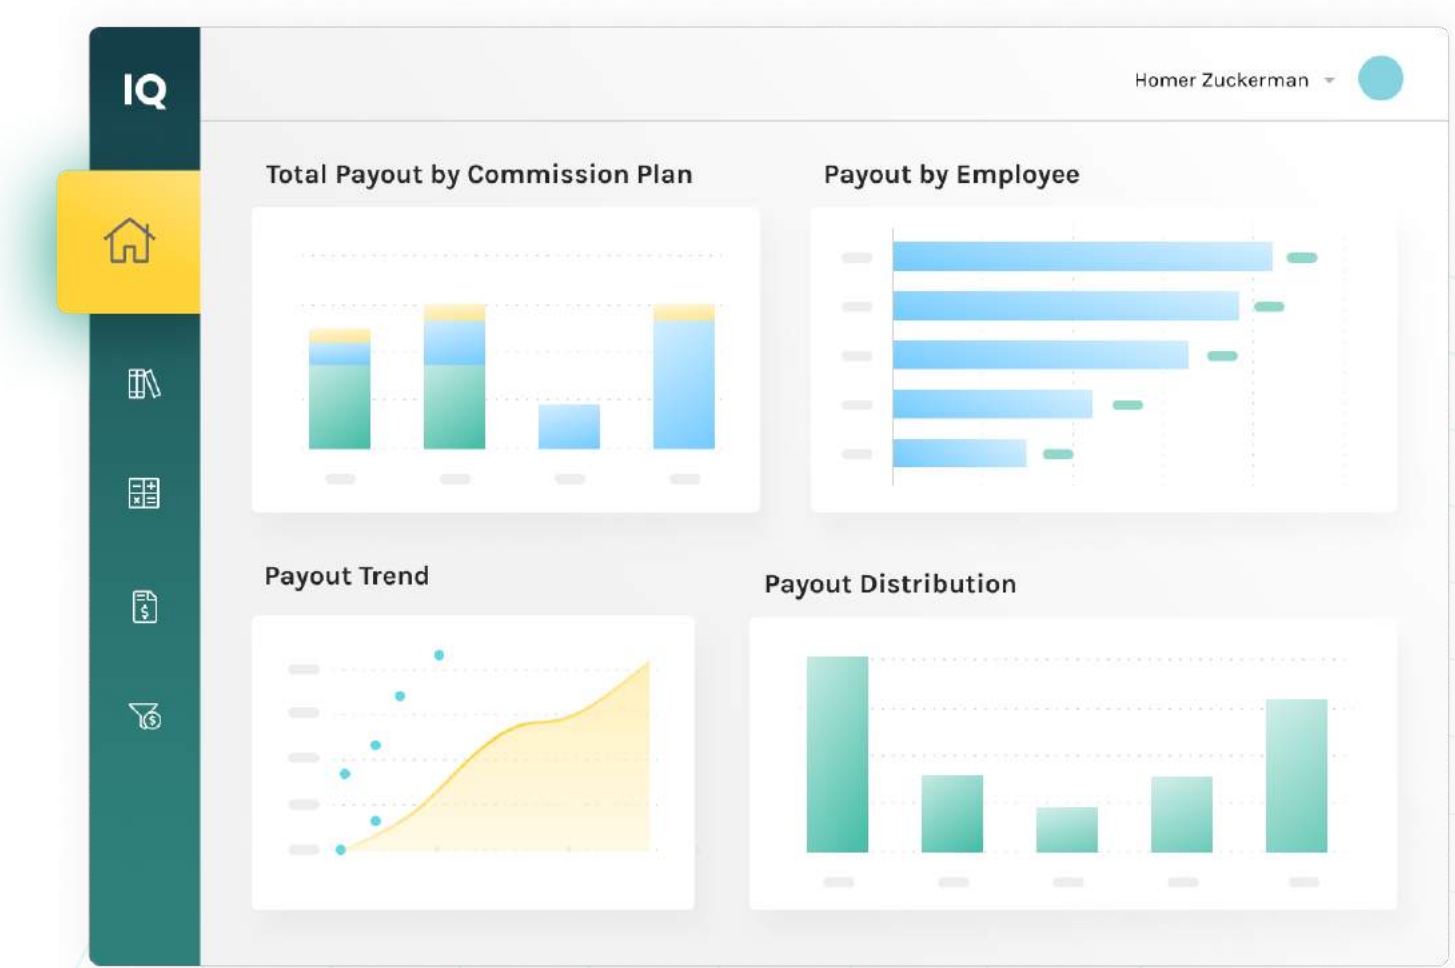 IQ
Homer Zuckerman
Total Payout by Commission Plan
Payout by Employee
Payout Trend
Payout Distribution